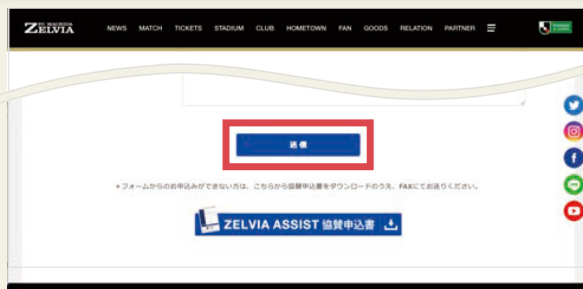 FC MACHIDA
ZELVIA
NEWS MATCH TICKETS STADIUM CLUB HOMETOWN FAN GOODS RELATION PARTNER
送信
*フォームからのお申込みができない方は、こちらから協賛申込書をダウンロードのうえ、FAXにてお送りください。
ZELVIA ASSIST 協賛申込書